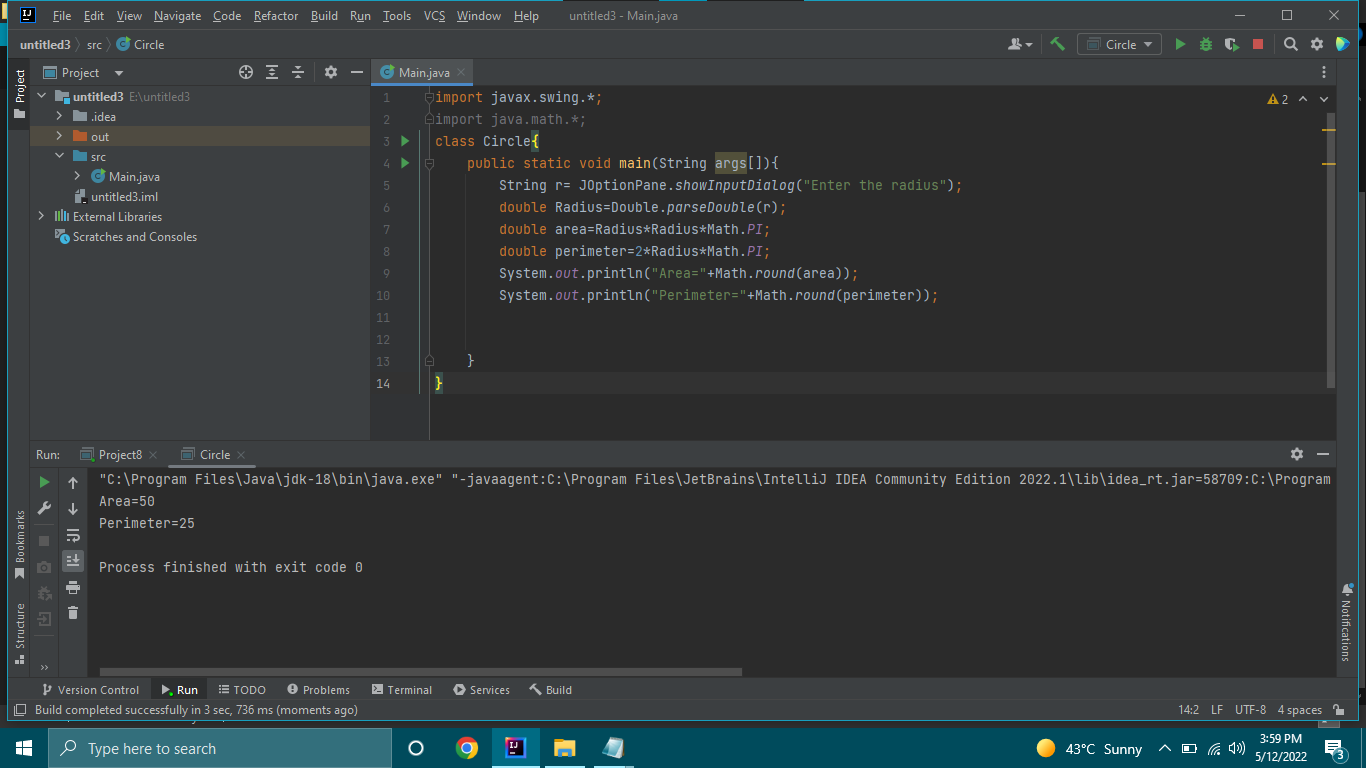 File Edit View Navigate Code Refactor Build Run Tools VCS Window Help untitled3 - Main.java
untitled3 src Circle Circle
Project
Project Main.java
untitled3 E:\untitled3
.idea
out
src
Main.java
untitled3.iml
External Libraries
Scratches and Consoles
1 import javax.swing.*; 2
2 import java.math.*;
3 class Circle{
4 public static void main(String args[]){
5 String r= JOptionPane.showInputDialog("Enter the radius");
6 double Radius=Double.parseDouble(r);
7 double area=Radius*Radius*Math.PI;
8 double perimeter=2*Radius*Math.PI;
9 System.out.println("Area="+Math.round(area));
10 System.out.println("Perimeter="+Math.round(perimeter));
11
12
13 }
14 }
Run: Project8 Circle
"C:\Program Files\Java\jdk-18\bin\java.exe" "-javaagent:C:\Program Files\JetBrains\IntelliJ IDEA Community Edition 2022.1\lib\idea_rt.jar=58709:C:\Program
Area=50
Perimeter=25
Process finished with exit code 0
Bookmarks
Structure
Notifications
Version Control Run TODO Problems Terminal Services Build
Build completed successfully in 3 sec, 736 ms (moments ago) 14:2 LF UTF-8 4 spaces
Type here to search 43°C Sunny 3:59 PM
5/12/2022 3